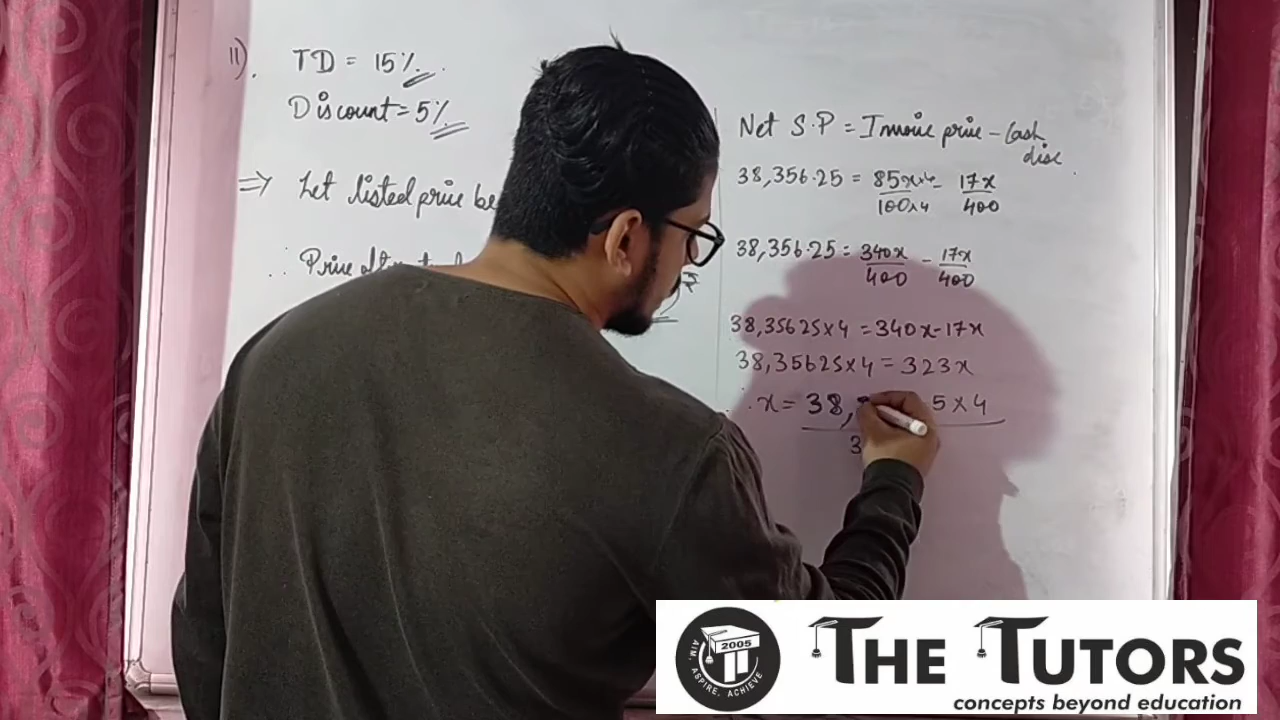 11).
TD = 15%.
Discount = 5%
⇒ Let listed price be
∴ Price
Net S.P = Invoice price - Cash
disc
38,356.25 = 85x×4/100×4 - 17x/400
38,356.25 = 340x/400 - 17x/400
38,35625×4 = 340x-17x
38,35625×4 = 323x
∴ x = 38, 5×4
3
2005
AIM. ASPIRE. ACHIEVE
THE TUTORS
concepts beyond education